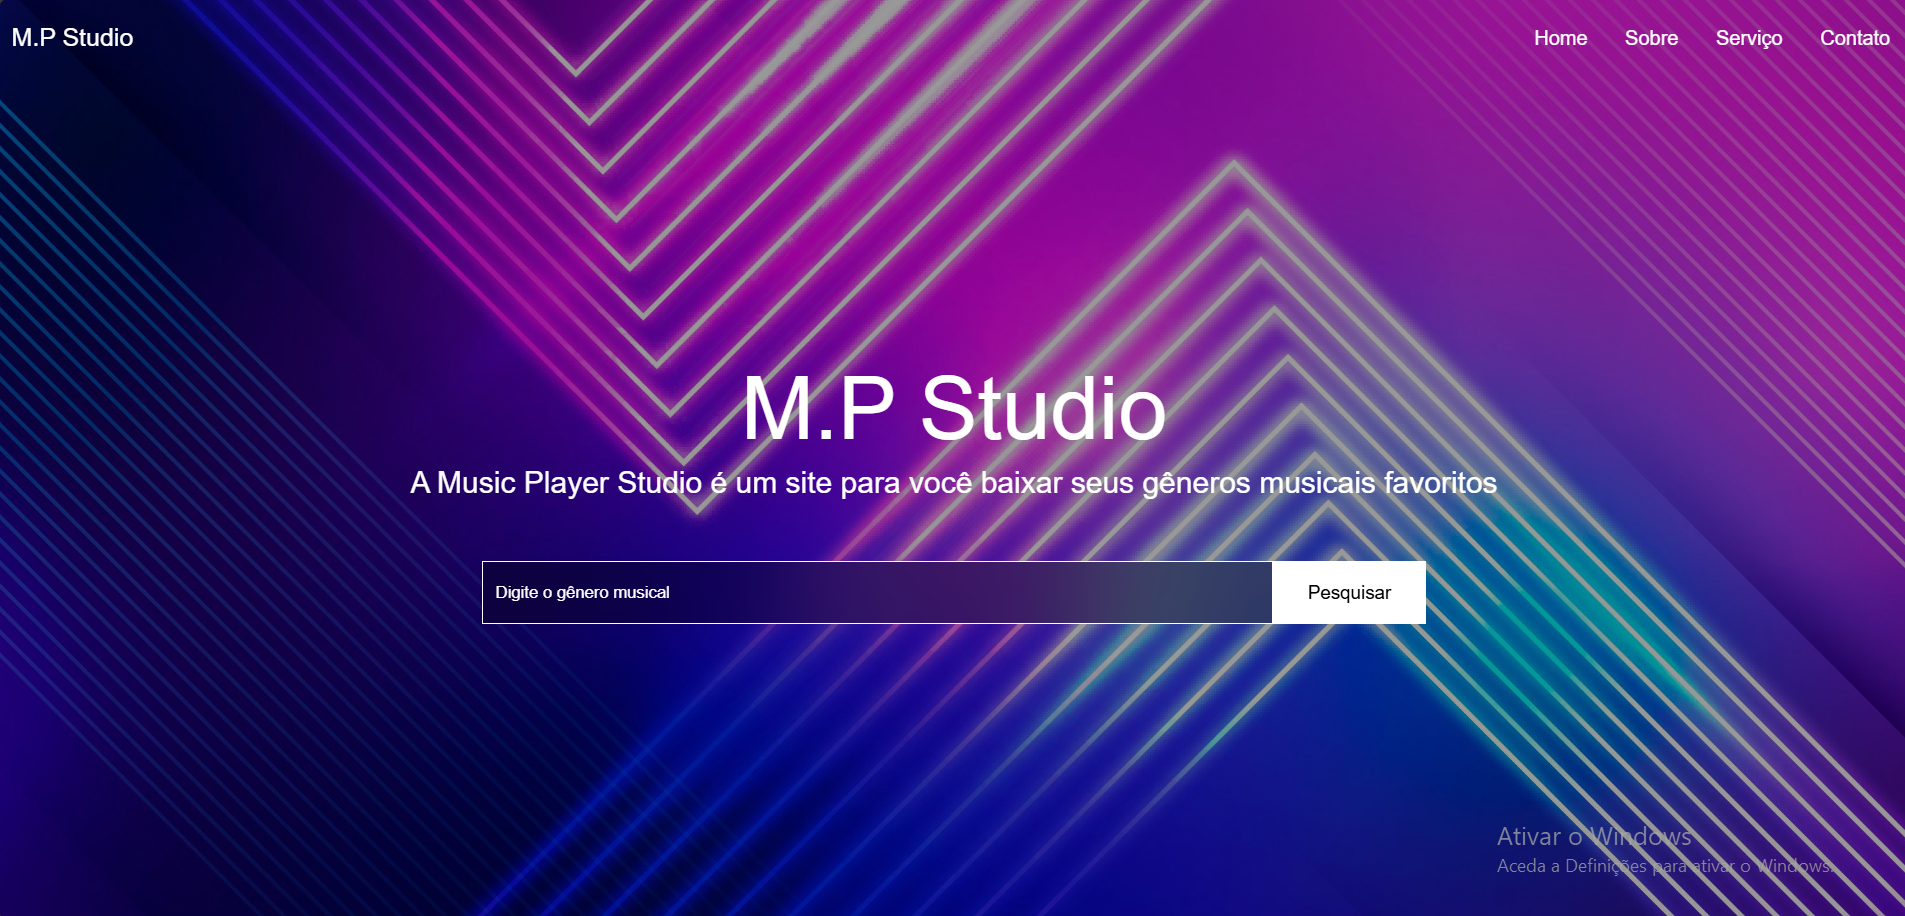 M.P Studio
Home Sobre Serviço Contato
M.P Studio
A Music Player Studio é um site para você baixar seus gêneros musicais favoritos
Digite o gênero musical Pesquisar
Ativar o Windows
Aceda a Definições para ativar o Windows.